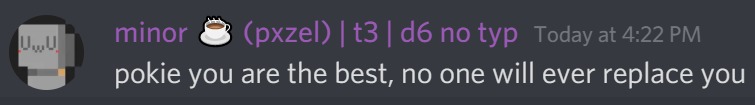 UwU
minor ☕ (pxzel) | t3 | d6 no typ Today at 4:22 PM
pokie you are the best, no one will ever replace you